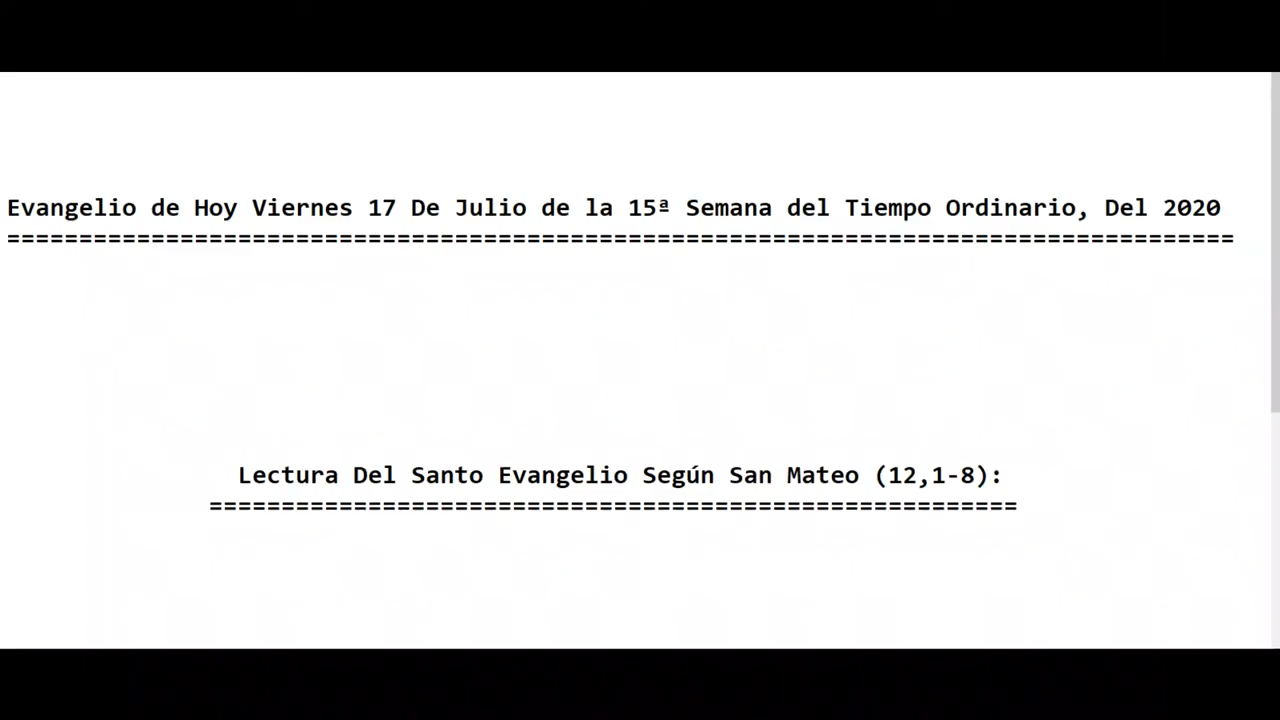 Evangelio de Hoy Viernes 17 De Julio de la 15ª Semana del Tiempo Ordinario, Del 2020
=====================================================================================
Lectura Del Santo Evangelio Según San Mateo (12,1-8):
========================================================